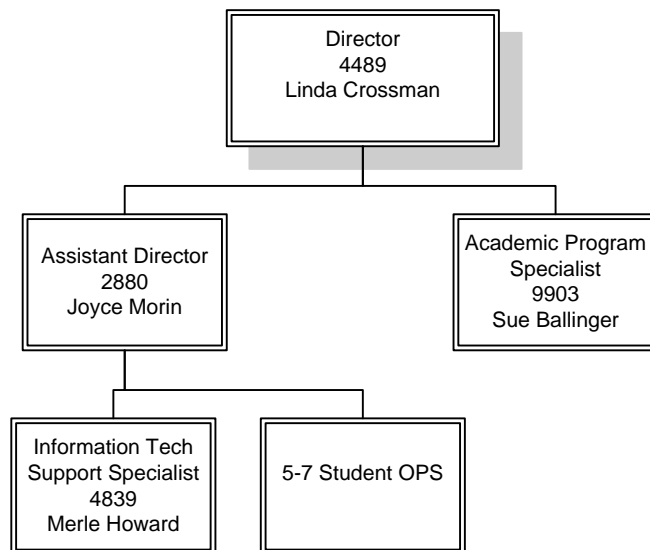 Director
4489
Linda Crossman
Assistant Director
2880
Joyce Morin
Academic Program
Specialist
9903
Sue Ballinger
Information Tech
Support Specialist
4839
Merle Howard
5-7 Student OPS